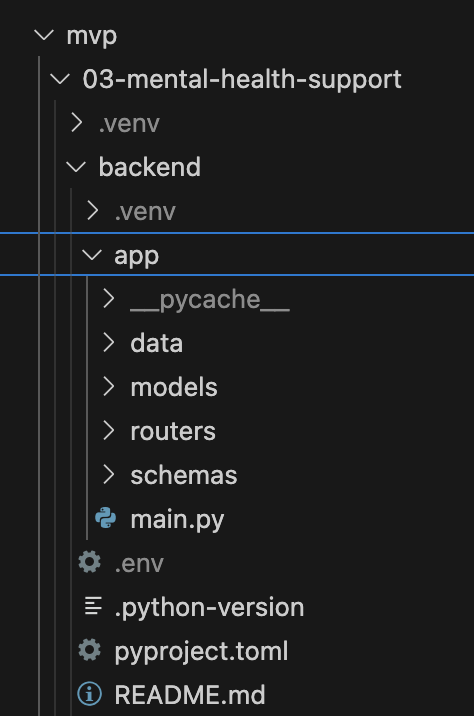 mvp
03-mental-health-support
.venv
backend
.venv
app
__pycache__
data
models
routers
schemas
main.py
.env
.python-version
pyproject.toml
README.md